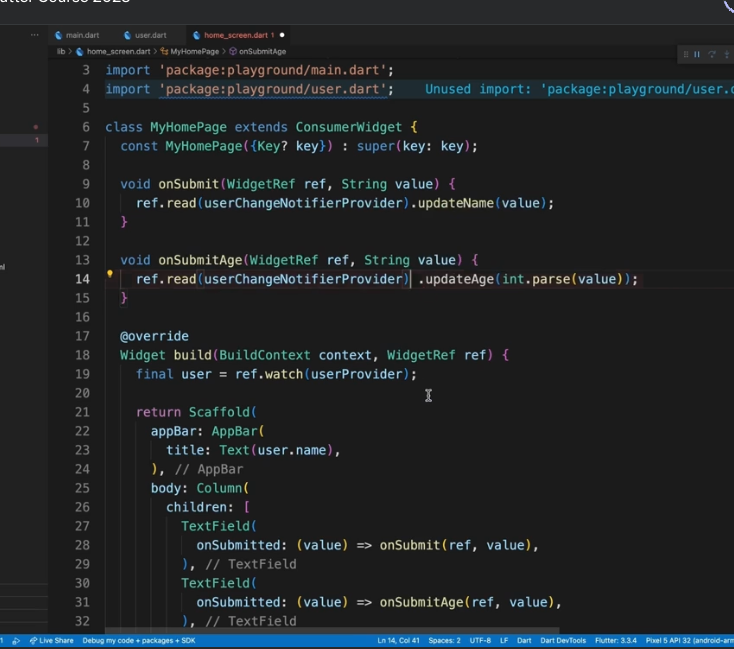 main.dart user.dart home_screen.dart 1
lib > home_screen.dart > MyHomePage > onSubmitAge
3 import 'package:playground/main.dart';
4 import 'package:playground/user.dart'; Unused import: 'package:playground/user.
5
6 class MyHomePage extends ConsumerWidget {
7 const MyHomePage({Key? key}) : super(key: key);
8
9 void onSubmit(WidgetRef ref, String value) {
10 ref.read(userChangeNotifierProvider).updateName(value);
11 }
12
13 void onSubmitAge(WidgetRef ref, String value) {
14 ref.read(userChangeNotifierProvider) .updateAge(int.parse(value));
15 }
16
17 @override
18 Widget build(BuildContext context, WidgetRef ref) {
19 final user = ref.watch(userProvider);
20
21 return Scaffold(
22 appBar: AppBar(
23 title: Text(user.name),
24 ), // AppBar
25 body: Column(
26 children: [
27 TextField(
28 onSubmitted: (value) => onSubmit(ref, value),
29 ), // TextField
30 TextField(
31 onSubmitted: (value) => onSubmitAge(ref, value),
32 ), // TextField
1 Live Share Debug my code + packages + SDK Ln 14, Col 41 Spaces: 2 UTF-8 LF Dart Dart DevTools Flutter: 3.3.4 Pixel 5 API 32 (android-arm